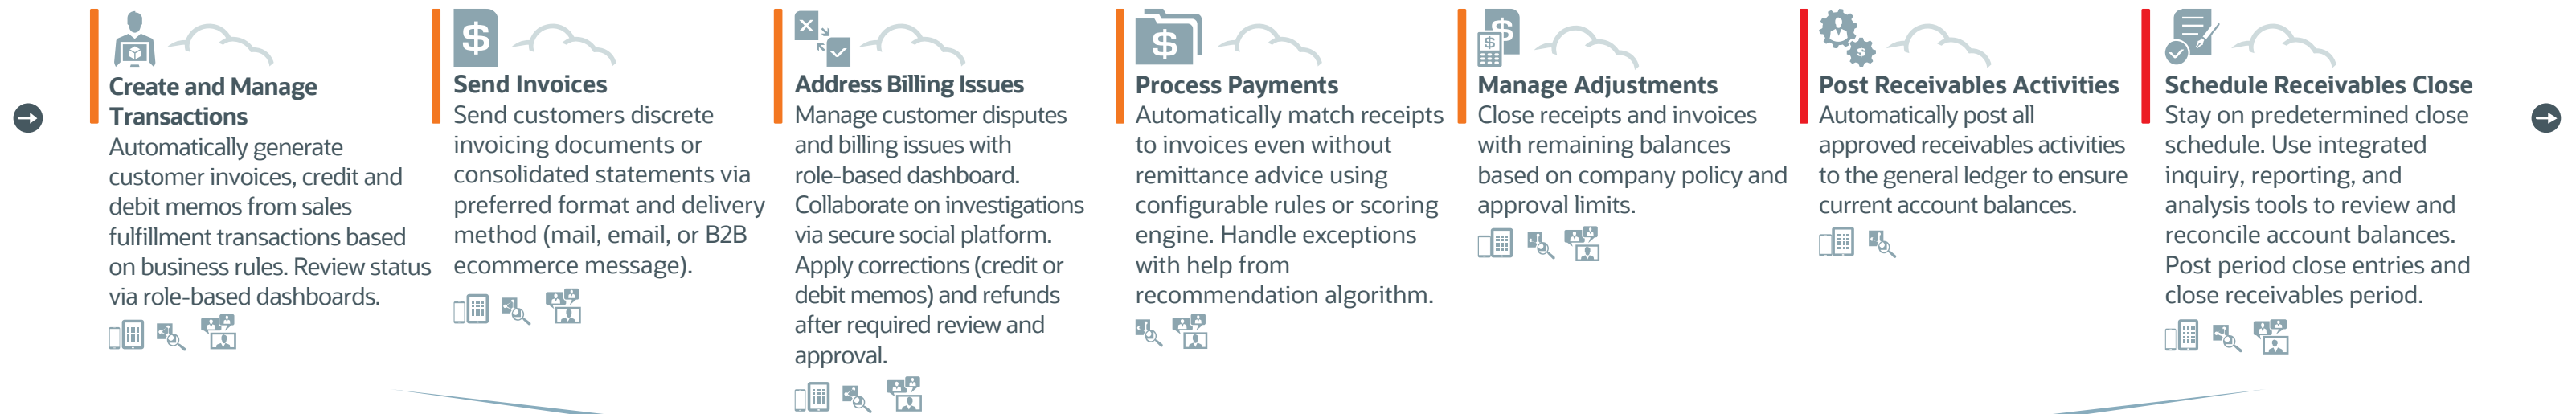 Create and Manage
Transactions
Automatically generate
customer invoices, credit and
debit memos from sales
fulfillment transactions based
on business rules. Review status
via role-based dashboards.
Send Invoices
Send customers discrete
invoicing documents or
consolidated statements via
preferred format and delivery
method (mail, email, or B2B
ecommerce message).
Address Billing Issues
Manage customer disputes
and billing issues with
role-based dashboard.
Collaborate on investigations
via secure social platform.
Apply corrections (credit or
debit memos) and refunds
after required review and
approval.
Process Payments
Automatically match receipts
to invoices even without
remittance advice using
configurable rules or scoring
engine. Handle exceptions
with help from
recommendation algorithm.
Manage Adjustments
Close receipts and invoices
with remaining balances
based on company policy and
approval limits.
Post Receivables Activities
Automatically post all
approved receivables activities
to the general ledger to ensure
current account balances.
Schedule Receivables Close
Stay on predetermined close
schedule. Use integrated
inquiry, reporting, and
analysis tools to review and
reconcile account balances.
Post period close entries and
close receivables period.